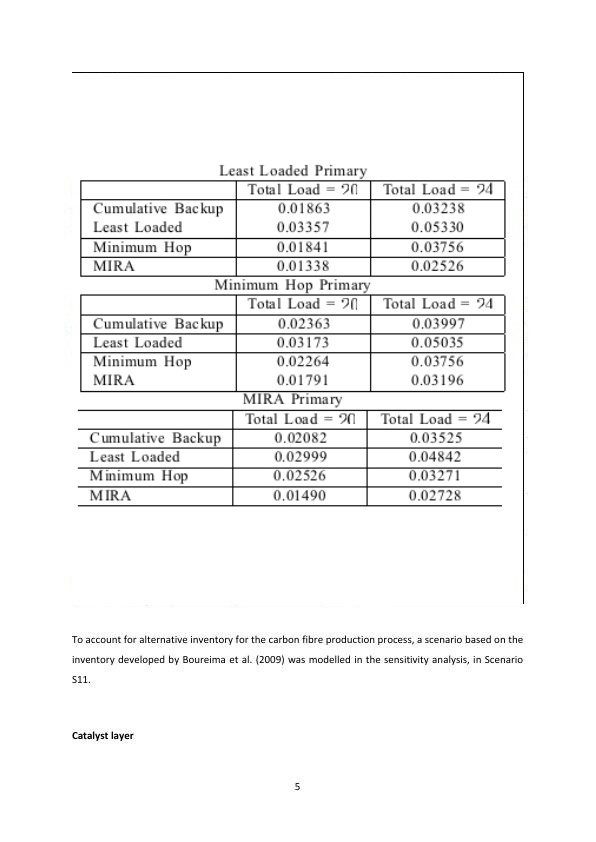 Least Loaded Primary
Total Load = 20 Total Load = 24
Cumulative Backup 0.01863 0.03238
Least Loaded 0.03357 0.05330
Minimum Hop 0.01841 0.03756
MIRA 0.01338 0.02526
Minimum Hop Primary
Total Load = 20 Total Load = 24
Cumulative Backup 0.02363 0.03997
Least Loaded 0.03173 0.05035
Minimum Hop 0.02264 0.03756
MIRA 0.01791 0.03196
MIRA Primary
Total Load = 20 Total Load = 24
Cumulative Backup 0.02082 0.03525
Least Loaded 0.02999 0.04842
Minimum Hop 0.02526 0.03271
MIRA 0.01490 0.02728
To account for alternative inventory for the carbon fibre production process, a scenario based on the
inventory developed by Boureima et al. (2009) was modelled in the sensitivity analysis, in Scenario
S11.
Catalyst layer
5